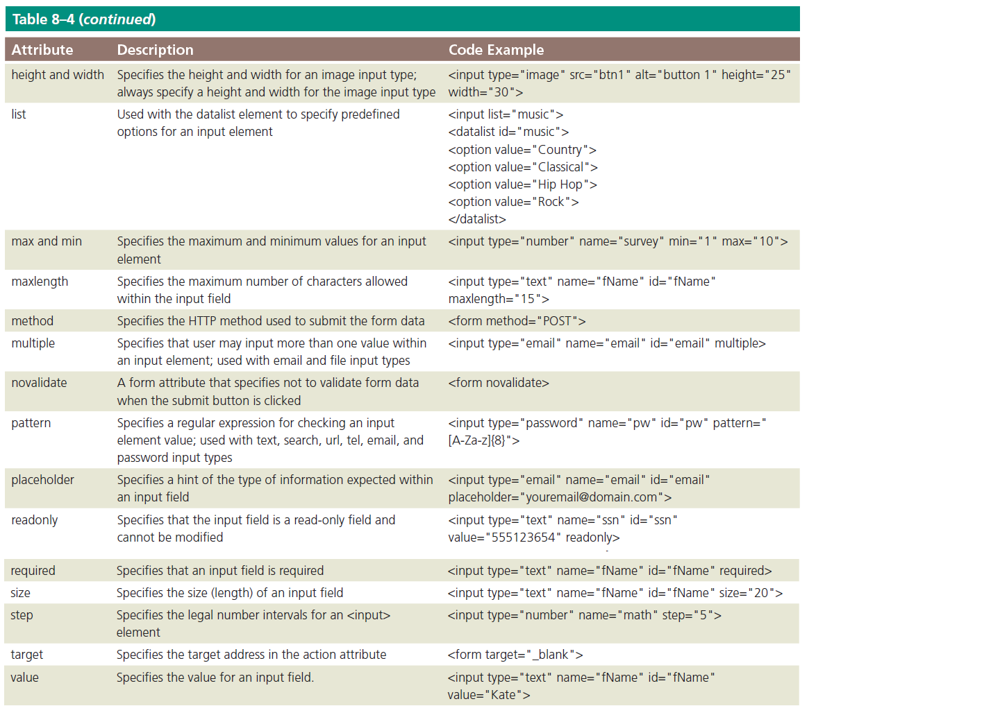 Table 8–4 (continued)
Attribute Description Code Example
height and width Specifies the height and width for an image input type; <input type="image" src="btn1" alt="button 1" height="25"
always specify a height and width for the image input type width="30">
list Used with the datalist element to specify predefined <input list="music">
options for an input element <datalist id="music">
<option value="Country">
<option value="Classical">
<option value="Hip Hop">
<option value="Rock">
</datalist>
max and min Specifies the maximum and minimum values for an input <input type="number" name="survey" min="1" max="10">
element
maxlength Specifies the maximum number of characters allowed <input type="text" name="fName" id="fName"
within the input field maxlength="15">
method Specifies the HTTP method used to submit the form data <form method="POST">
multiple Specifies that user may input more than one value within <input type="email" name="email" id="email" multiple>
an input element; used with email and file input types
novalidate A form attribute that specifies not to validate form data <form novalidate>
when the submit button is clicked
pattern Specifies a regular expression for checking an input <input type="password" name="pw" id="pw" pattern="
element value; used with text, search, url, tel, email, and [A-Za-z]{8}">
password input types
placeholder Specifies a hint of the type of information expected within <input type="email" name="email" id="email"
an input field placeholder="youremail@domain.com">
readonly Specifies that the input field is a read-only field and <input type="text" name="ssn" id="ssn"
cannot be modified value="555123654" readonly>
required Specifies that an input field is required <input type="text" name="fName" id="fName" required>
size Specifies the size (length) of an input field <input type="text" name="fName" id="fName" size="20">
step Specifies the legal number intervals for an <input> <input type="number" name="math" step="5">
element
target Specifies the target address in the action attribute <form target="_blank">
value Specifies the value for an input field. <input type="text" name="fName" id="fName"
value="Kate">